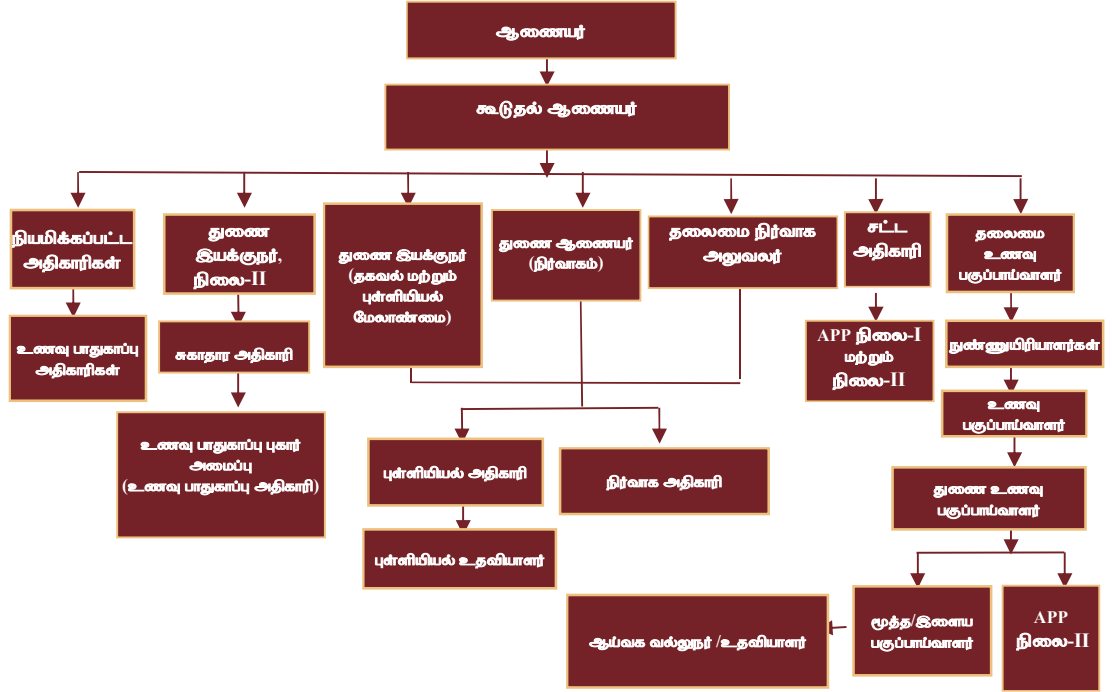 ஆணையர்
கூடுதல் ஆணையர்
நியமிக்கப்பட்ட
அதிகாரிகள்
துணை
இயக்குநர்,
நிலை-II
துணை இயக்குநர்
(தகவல் மற்றும்
புள்ளியியல்
மேலாண்மை)
துணை ஆணையர்
(நிர்வாகம்)
தலைமை நிர்வாக
அலுவலர்
சட்ட
அதிகாரி
தலைமை
உணவு
பகுப்பாய்வாளர்
உணவு பாதுகாப்பு
அதிகாரிகள்
சுகாதார அதிகாரி
APP நிலை-I
மற்றும்
நிலை-II
நுண்ணுயிரியாளர்கள்
உணவு
பகுப்பாய்வாளர்
உணவு பாதுகாப்பு புகார்
அமைப்பு
(உணவு பாதுகாப்பு அதிகாரி)
புள்ளியியல் அதிகாரி
நிர்வாக அதிகாரி
துணை உணவு
பகுப்பாய்வாளர்
புள்ளியியல் உதவியாளர்
ஆய்வக வல்லுநர் /உதவியாளர்
மூத்த/இளைய
பகுப்பாய்வாளர்
APP
நிலை-II